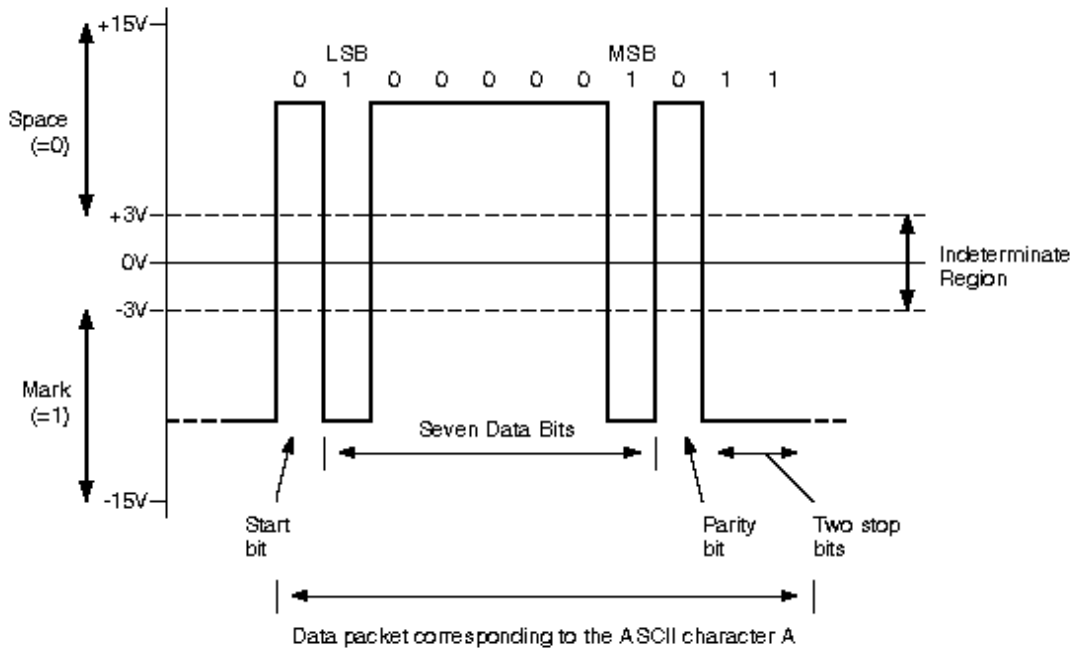 +15V
LSB MSB
0 1 0 0 0 0 0 1 0 1 1
Space
(=0)
+3V
0V
Indeterminate
Region
-3V
Mark
(=1)
Seven Data Bits
-15V
Start
bit
Parity
bit
Two stop
bits
Data packet corresponding to the ASCII character A